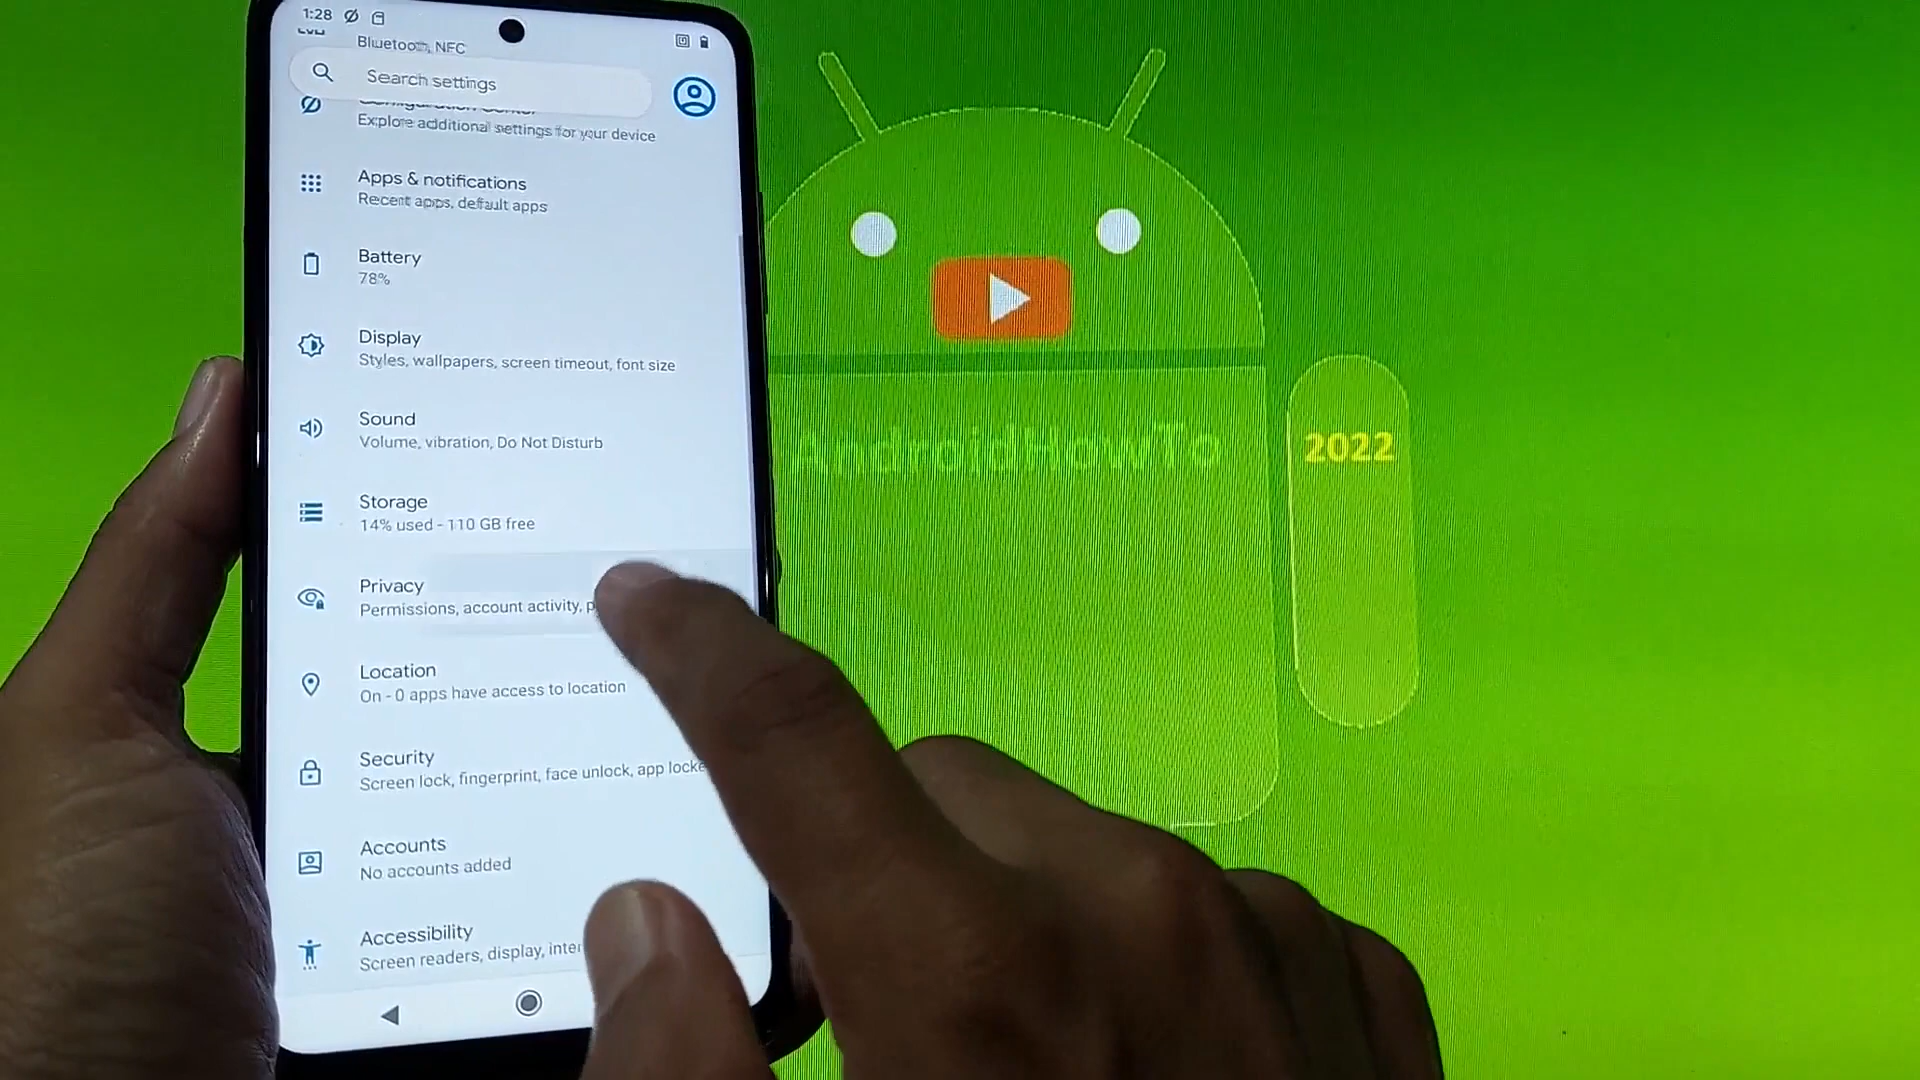 1:28
Bluetooth, NFC
Search settings
Configuration Center
Explore additional settings for your device
Apps & notifications
Recent apps, default apps
Battery
78%
Display
Styles, wallpapers, screen timeout, font size
Sound
Volume, vibration, Do Not Disturb
Storage
14% used - 110 GB free
Privacy
Permissions, account activity, p
Location
On - 0 apps have access to location
Security
Screen lock, fingerprint, face unlock, app locke
Accounts
No accounts added
Accessibility
Screen readers, display, inter
AndroidHowTo
2022